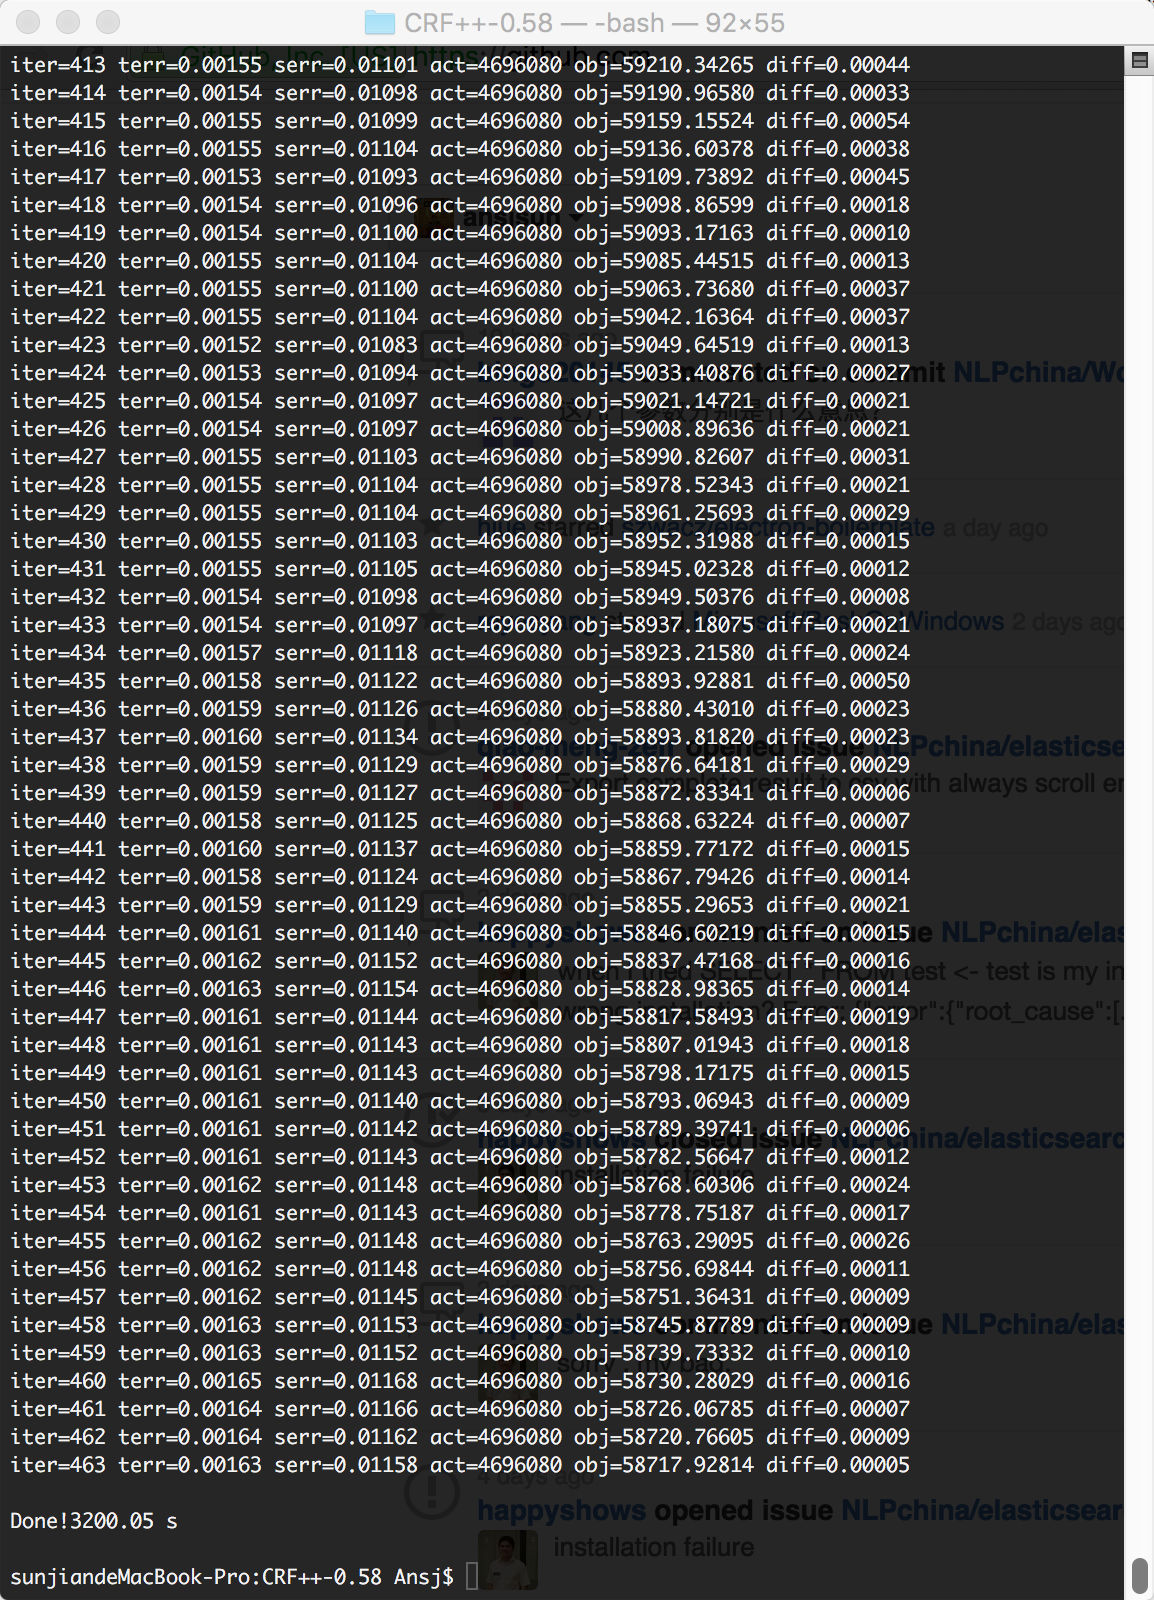 CRF++-0.58 — -bash — 92×55
iter=413 terr=0.00155 serr=0.01101 act=4696080 obj=59210.34265 diff=0.00044
iter=414 terr=0.00154 serr=0.01098 act=4696080 obj=59190.96580 diff=0.00033
iter=415 terr=0.00155 serr=0.01099 act=4696080 obj=59159.15524 diff=0.00054
iter=416 terr=0.00155 serr=0.01104 act=4696080 obj=59136.60378 diff=0.00038
iter=417 terr=0.00153 serr=0.01093 act=4696080 obj=59109.73892 diff=0.00045
iter=418 terr=0.00154 serr=0.01096 act=4696080 obj=59098.86599 diff=0.00018
iter=419 terr=0.00154 serr=0.01100 act=4696080 obj=59093.17163 diff=0.00010
iter=420 terr=0.00155 serr=0.01104 act=4696080 obj=59085.44515 diff=0.00013
iter=421 terr=0.00155 serr=0.01100 act=4696080 obj=59063.73680 diff=0.00037
iter=422 terr=0.00155 serr=0.01104 act=4696080 obj=59042.16364 diff=0.00037
iter=423 terr=0.00152 serr=0.01083 act=4696080 obj=59049.64519 diff=0.00013
iter=424 terr=0.00153 serr=0.01094 act=4696080 obj=59033.40876 diff=0.00027
iter=425 terr=0.00154 serr=0.01097 act=4696080 obj=59021.14721 diff=0.00021
iter=426 terr=0.00154 serr=0.01097 act=4696080 obj=59008.89636 diff=0.00021
iter=427 terr=0.00155 serr=0.01103 act=4696080 obj=58990.82607 diff=0.00031
iter=428 terr=0.00155 serr=0.01104 act=4696080 obj=58978.52343 diff=0.00021
iter=429 terr=0.00155 serr=0.01104 act=4696080 obj=58961.25693 diff=0.00029
iter=430 terr=0.00155 serr=0.01103 act=4696080 obj=58952.31988 diff=0.00015
iter=431 terr=0.00155 serr=0.01105 act=4696080 obj=58945.02328 diff=0.00012
iter=432 terr=0.00154 serr=0.01098 act=4696080 obj=58949.50376 diff=0.00008
iter=433 terr=0.00154 serr=0.01097 act=4696080 obj=58937.18075 diff=0.00021
iter=434 terr=0.00157 serr=0.01118 act=4696080 obj=58923.21580 diff=0.00024
iter=435 terr=0.00158 serr=0.01122 act=4696080 obj=58893.92881 diff=0.00050
iter=436 terr=0.00159 serr=0.01126 act=4696080 obj=58880.43010 diff=0.00023
iter=437 terr=0.00160 serr=0.01134 act=4696080 obj=58893.81820 diff=0.00023
iter=438 terr=0.00159 serr=0.01129 act=4696080 obj=58876.64181 diff=0.00029
iter=439 terr=0.00159 serr=0.01127 act=4696080 obj=58872.83341 diff=0.00006
iter=440 terr=0.00158 serr=0.01125 act=4696080 obj=58868.63224 diff=0.00007
iter=441 terr=0.00160 serr=0.01137 act=4696080 obj=58859.77172 diff=0.00015
iter=442 terr=0.00158 serr=0.01124 act=4696080 obj=58867.79426 diff=0.00014
iter=443 terr=0.00159 serr=0.01129 act=4696080 obj=58855.29653 diff=0.00021
iter=444 terr=0.00161 serr=0.01140 act=4696080 obj=58846.60219 diff=0.00015
iter=445 terr=0.00162 serr=0.01152 act=4696080 obj=58837.47168 diff=0.00016
iter=446 terr=0.00163 serr=0.01154 act=4696080 obj=58828.98365 diff=0.00014
iter=447 terr=0.00161 serr=0.01144 act=4696080 obj=58817.58493 diff=0.00019
iter=448 terr=0.00161 serr=0.01143 act=4696080 obj=58807.01943 diff=0.00018
iter=449 terr=0.00161 serr=0.01143 act=4696080 obj=58798.17175 diff=0.00015
iter=450 terr=0.00161 serr=0.01140 act=4696080 obj=58793.06943 diff=0.00009
iter=451 terr=0.00161 serr=0.01142 act=4696080 obj=58789.39741 diff=0.00006
iter=452 terr=0.00161 serr=0.01143 act=4696080 obj=58782.56647 diff=0.00012
iter=453 terr=0.00162 serr=0.01148 act=4696080 obj=58768.60306 diff=0.00024
iter=454 terr=0.00161 serr=0.01143 act=4696080 obj=58778.75187 diff=0.00017
iter=455 terr=0.00162 serr=0.01148 act=4696080 obj=58763.29095 diff=0.00026
iter=456 terr=0.00162 serr=0.01148 act=4696080 obj=58756.69844 diff=0.00011
iter=457 terr=0.00162 serr=0.01145 act=4696080 obj=58751.36431 diff=0.00009
iter=458 terr=0.00163 serr=0.01153 act=4696080 obj=58745.87789 diff=0.00009
iter=459 terr=0.00163 serr=0.01152 act=4696080 obj=58739.73332 diff=0.00010
iter=460 terr=0.00165 serr=0.01168 act=4696080 obj=58730.28029 diff=0.00016
iter=461 terr=0.00164 serr=0.01166 act=4696080 obj=58726.06785 diff=0.00007
iter=462 terr=0.00164 serr=0.01162 act=4696080 obj=58720.76605 diff=0.00009
iter=463 terr=0.00163 serr=0.01158 act=4696080 obj=58717.92814 diff=0.00005
4 days ago
happyshows opened issue NLPchina/elasticsear
Done!3200.05 s
installation failure
sunjiandeMacBook-Pro:CRF++-0.58 Ansj$